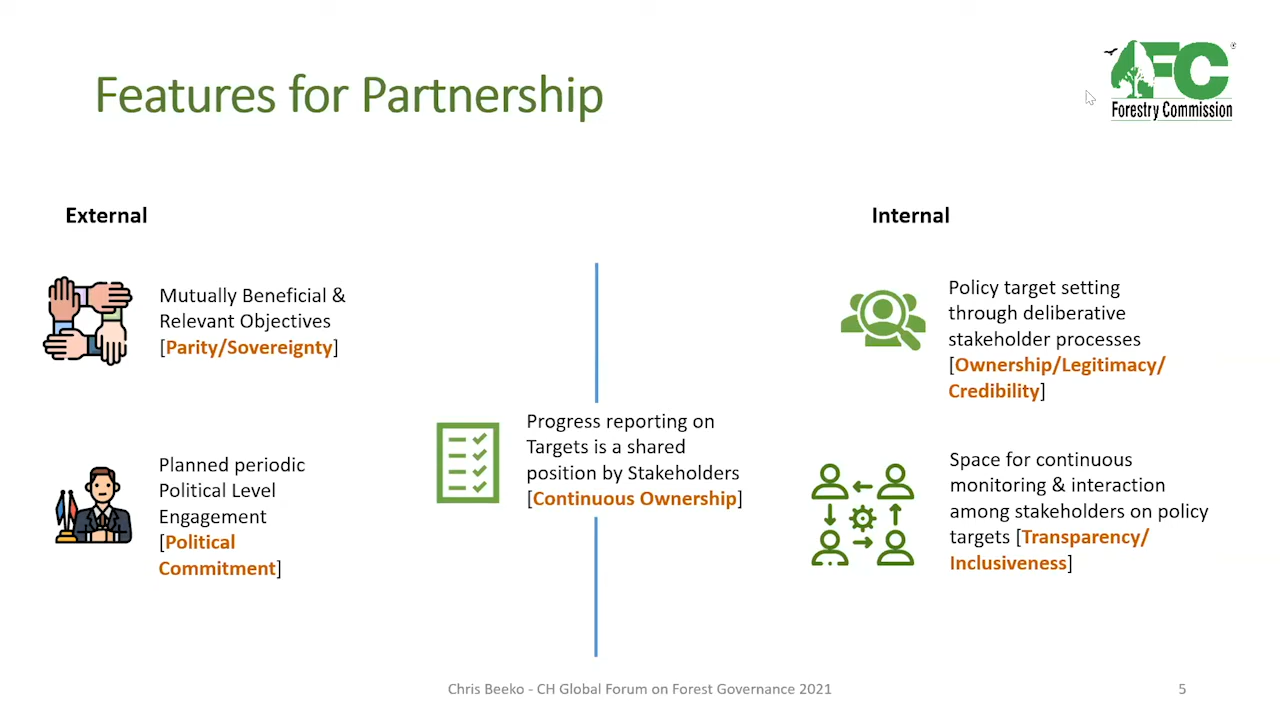 Features for Partnership
FC
Forestry Commission
External
Mutually Beneficial &
Relevant Objectives
[Parity/Sovereignty]
Planned periodic
Political Level
Engagement
[Political
Commitment]
Progress reporting on
Targets is a shared
position by Stakeholders
[Continuous Ownership]
Internal
Policy target setting
through deliberative
stakeholder processes
[Ownership/Legitimacy/
Credibility]
Space for continuous
monitoring & interaction
among stakeholders on policy
targets [Transparency/
Inclusiveness]
Chris Beeko - CH Global Forum on Forest Governance 2021
5